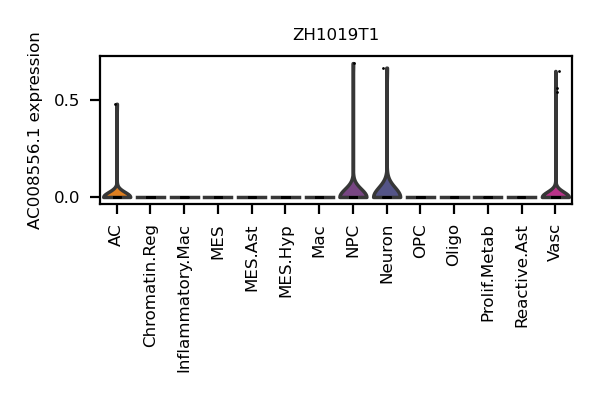 ZH1019T1
AC008556.1 expression
0.5
0.0
AC
Chromatin.Reg
Inflammatory.Mac
MES
MES.Ast
MES.Hyp
Mac
NPC
Neuron
OPC
Oligo
Prolif.Metab
Reactive.Ast
Vasc